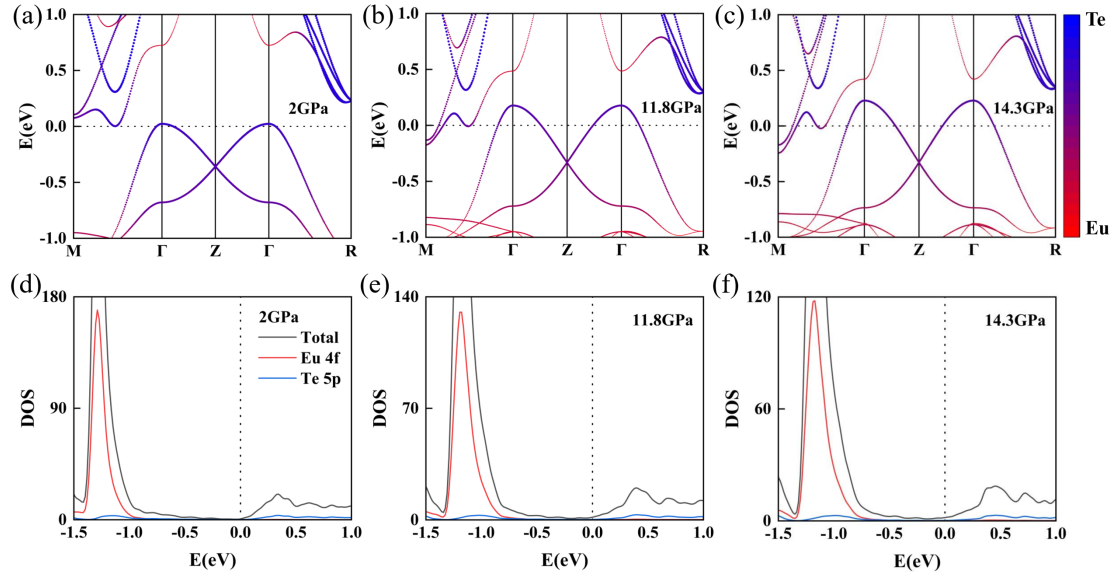 (a)
(b)
(c)
1.0
0.5
0.0
-0.5
-1.0
E(eV)
2GPa
M Γ Z Γ R
1.0
0.5
0.0
-0.5
-1.0
E(eV)
11.8GPa
M Γ Z Γ R
1.0
0.5
0.0
-0.5
-1.0
E(eV)
14.3GPa
M Γ Z Γ R
Te
Eu
(d)
(e)
(f)
180
90
0
DOS
2GPa
Total
Eu 4f
Te 5p
-1.5 -1.0 -0.5 0.0 0.5 1.0
E(eV)
140
70
0
DOS
11.8GPa
-1.5 -1.0 -0.5 0.0 0.5 1.0
E(eV)
120
60
0
DOS
14.3GPa
-1.5 -1.0 -0.5 0.0 0.5 1.0
E(eV)